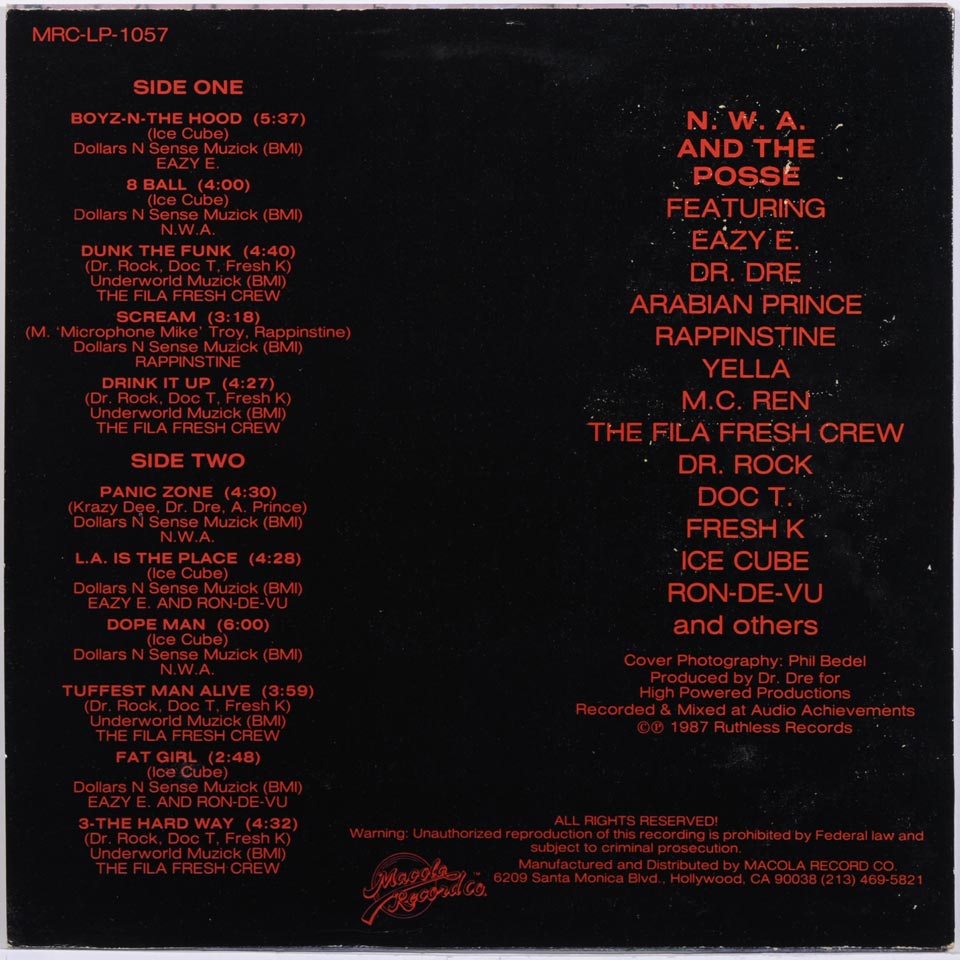 MRC-LP-1057
SIDE ONE
BOYZ-N-THE HOOD (5:37)
(Ice Cube)
Dollars N Sense Muzick (BMI)
EAZY E.
8 BALL (4:00)
(Ice Cube)
Dollars N Sense Muzick (BMI)
N.W.A.
DUNK THE FUNK (4:40)
(Dr. Rock, Doc T, Fresh K)
Underworld Muzick (BMI)
THE FILA FRESH CREW
SCREAM (3:18)
(M. ‘Microphone Mike’ Troy, Rappinstine)
Dollars N Sense Muzick (BMI)
RAPPINSTINE
DRINK IT UP (4:27)
(Dr. Rock, Doc T, Fresh K)
Underworld Muzick (BMI)
THE FILA FRESH CREW
SIDE TWO
PANIC ZONE (4:30)
(Krazy Dee, Dr. Dre, A. Prince)
Dollars N Sense Muzick (BMI)
N.W.A.
L.A. IS THE PLACE (4:28)
(Ice Cube)
Dollars N Sense Muzick (BMI)
EAZY E. AND RON-DE-VU
DOPE MAN (6:00)
(Ice Cube)
Dollars N Sense Muzick (BMI)
N.W.A.
TUFFEST MAN ALIVE (3:59)
(Dr. Rock, Doc T, Fresh K)
Underworld Muzick (BMI)
THE FILA FRESH CREW
FAT GIRL (2:48)
(Ice Cube)
Dollars N Sense Muzick (BMI)
EAZY E. AND RON-DE-VU
3-THE HARD WAY (4:32)
(Dr. Rock, Doc T, Fresh K)
Underworld Muzick (BMI)
THE FILA FRESH CREW
N. W. A.
AND THE
POSSE
FEATURING
EAZY E.
DR. DRE
ARABIAN PRINCE
RAPPINSTINE
YELLA
M.C. REN
THE FILA FRESH CREW
DR. ROCK
DOC T.
FRESH K
ICE CUBE
RON-DE-VU
and others
Cover Photography: Phil Bedel
Produced by Dr. Dre for
High Powered Productions
Recorded & Mixed at Audio Achievements
©℗ 1987 Ruthless Records
ALL RIGHTS RESERVED!
Warning: Unauthorized reproduction of this recording is prohibited by Federal law and
subject to criminal prosecution.
Manufactured and Distributed by MACOLA RECORD CO.
6209 Santa Monica Blvd., Hollywood, CA 90038 (213) 469-5821
Macola
Record Co.™